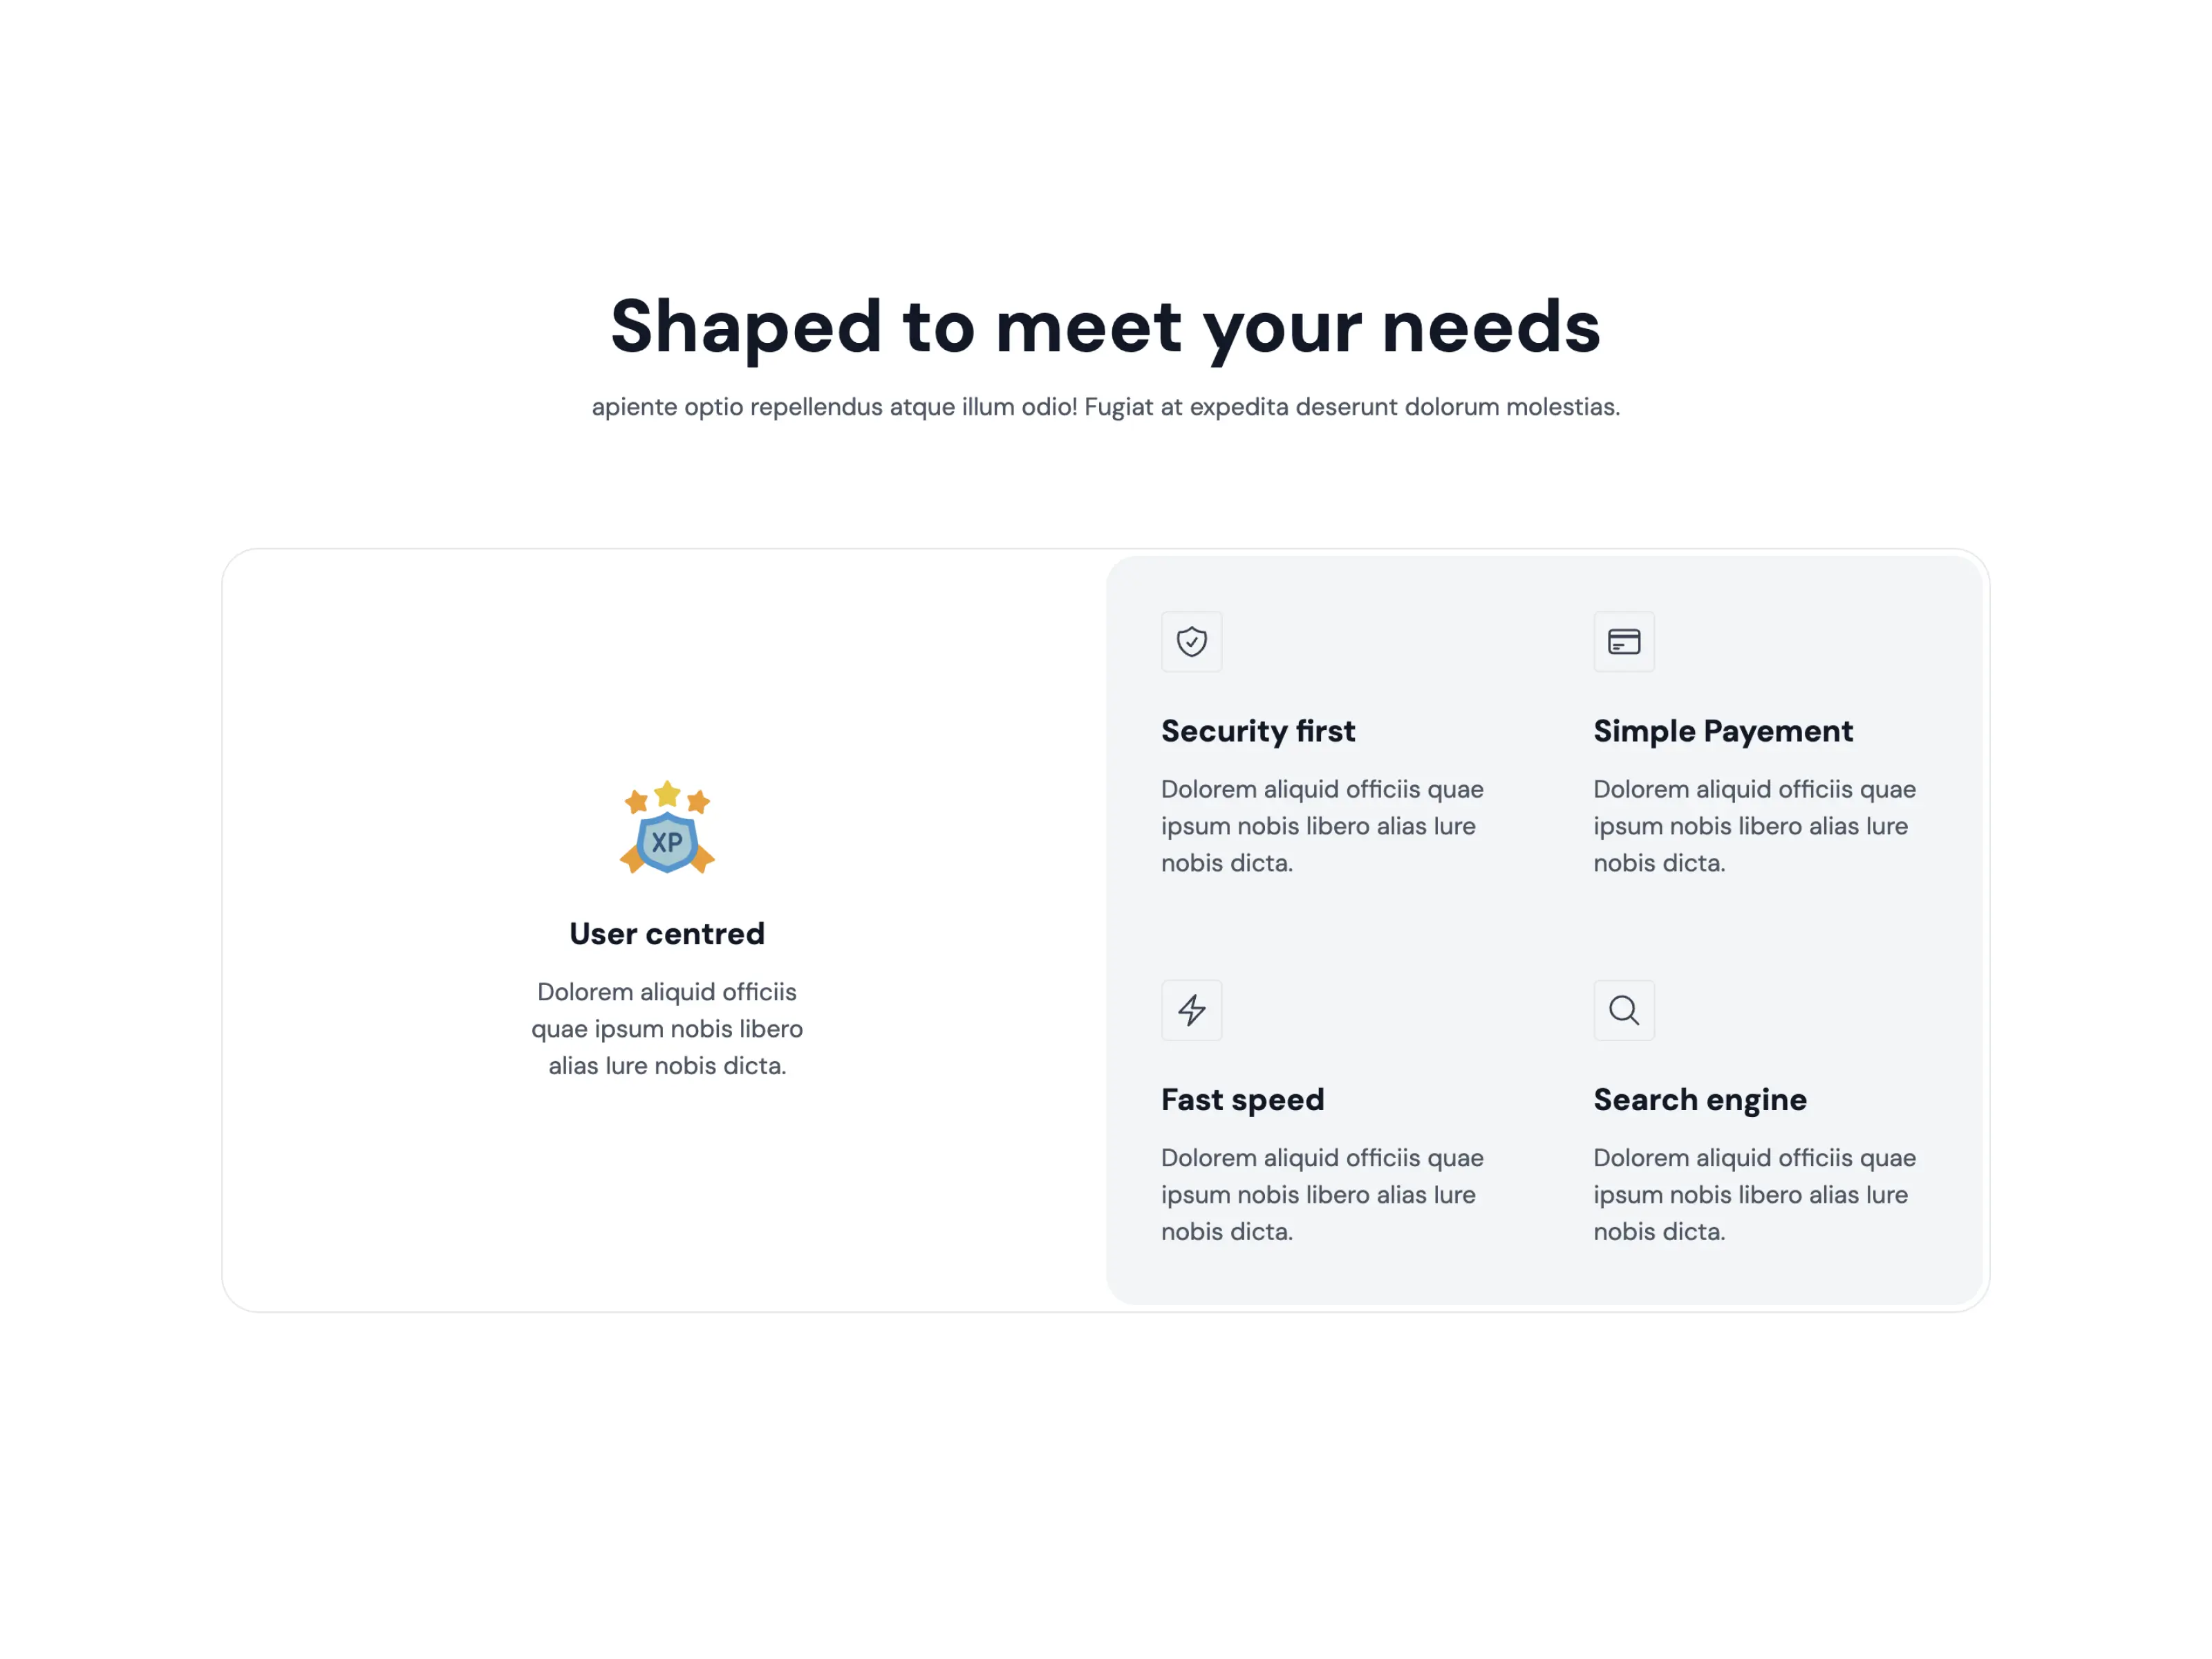 Shaped to meet your needs
apiente optio repellendus atque illum odio! Fugiat at expedita deserunt dolorum molestias.
XP
User centred
Dolorem aliquid officiis
quae ipsum nobis libero
alias lure nobis dicta.
Security first
Dolorem aliquid officiis quae
ipsum nobis libero alias lure
nobis dicta.
Simple Payement
Dolorem aliquid officiis quae
ipsum nobis libero alias lure
nobis dicta.
Fast speed
Dolorem aliquid officiis quae
ipsum nobis libero alias lure
nobis dicta.
Search engine
Dolorem aliquid officiis quae
ipsum nobis libero alias lure
nobis dicta.